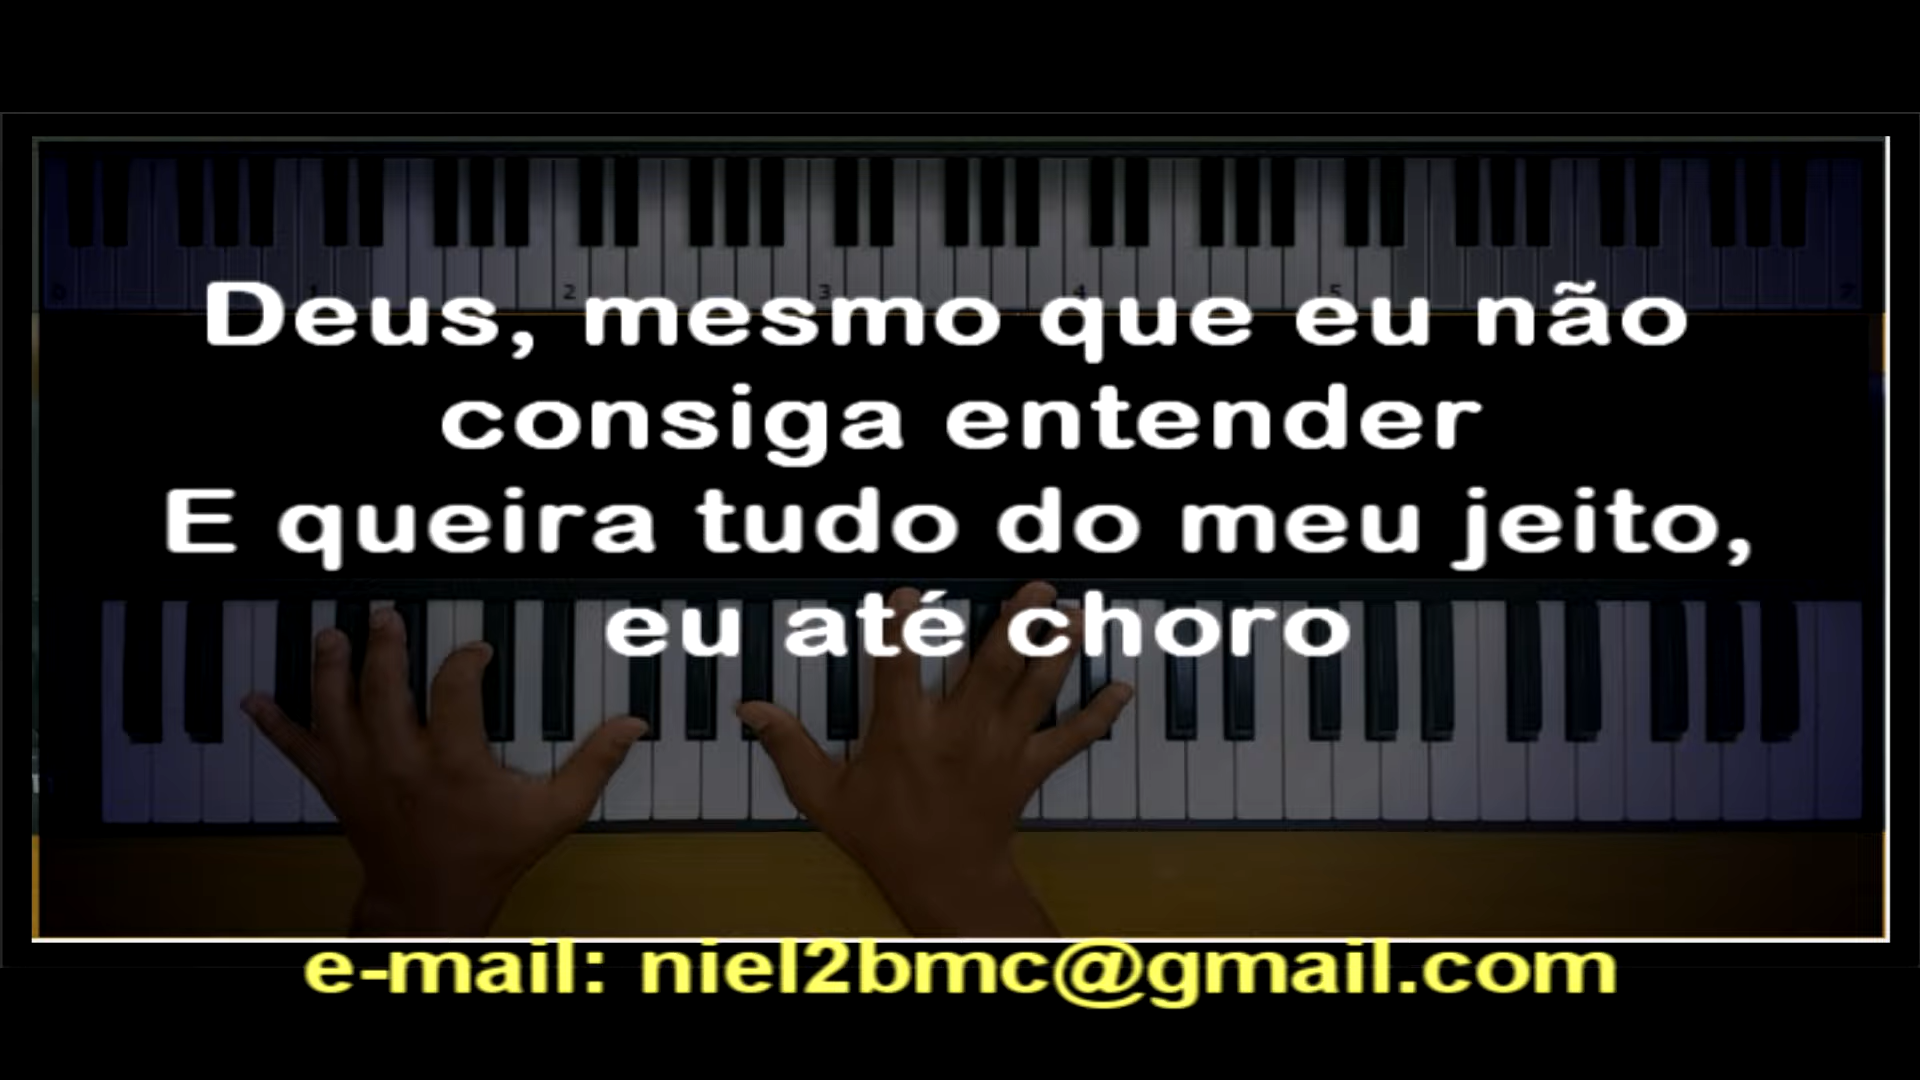 Deus, mesmo que eu não
consiga entender
E queira tudo do meu jeito,
eu até choro
e-mail: niel2bmc@gmail.com